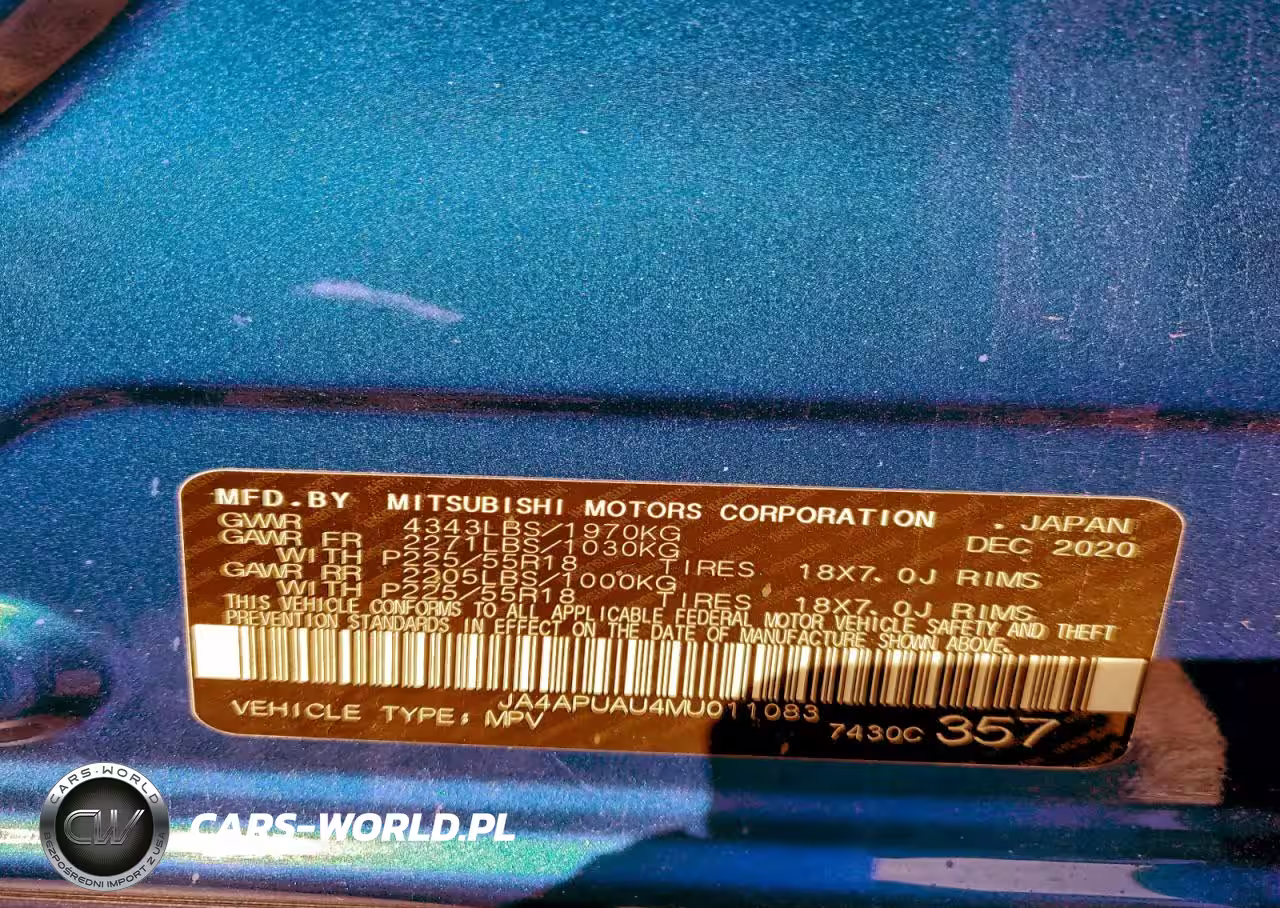 MFD.BY MITSUBISHI MOTORS CORPORATION . JAPAN
GVWR 4343LBS/1970KG DEC 2020
GAWR FR 2271LBS/1030KG
WITH P225/55R18 TIRES 18X7.0J RIMS
GAWR RR 2205LBS/1000KG
WITH P225/55R18 TIRES 18X7.0J RIMS
THIS VEHICLE CONFORMS TO ALL APPLICABLE FEDERAL MOTOR VEHICLE SAFETY AND THEFT
PREVENTION STANDARDS IN EFFECT ON THE DATE OF MANUFACTURE SHOWN ABOVE.
JA4APUAU4MU011083
VEHICLE TYPE: MPV 7430C 357
CARS-WORLD
CW
BEZPOŚREDNI IMPORT Z USA
CARS-WORLD.PL